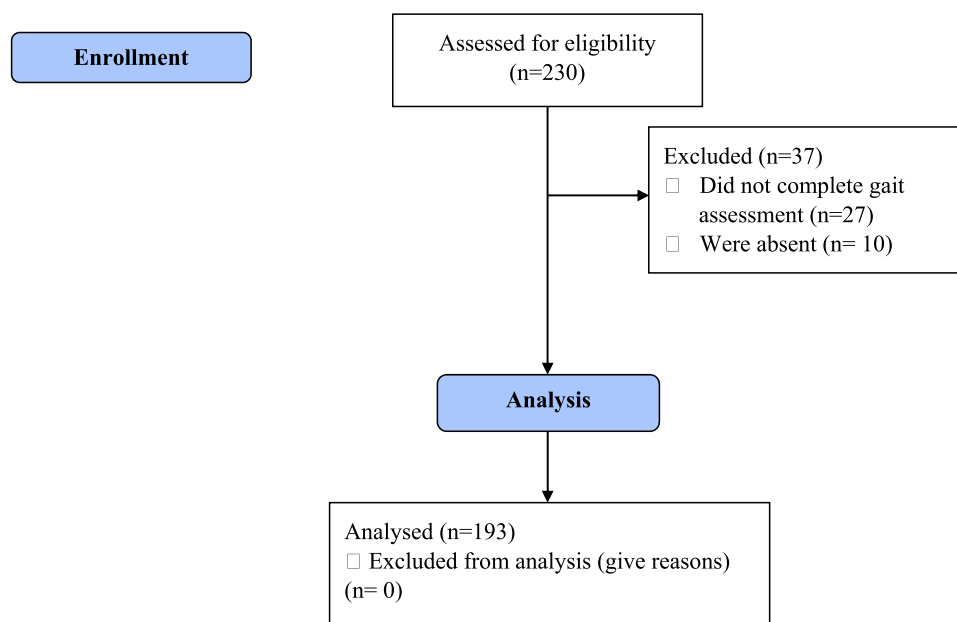 Enrollment
Assessed for eligibility
(n=230)
Excluded (n=37)
Did not complete gait
assessment (n=27)
Were absent (n= 10)
Analysis
Analysed (n=193)
Excluded from analysis (give reasons)
(n= 0)